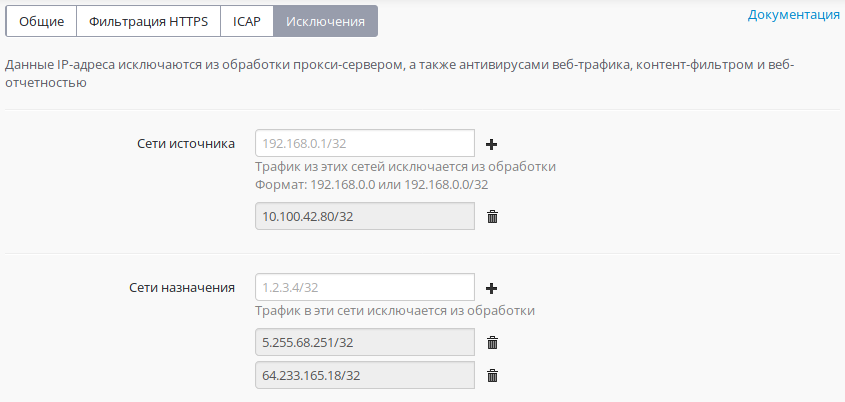 Общие Фильтрация HTTPS ICAP Исключения Документация
Данные IP-адреса исключаются из обработки прокси-сервером, а также антивирусами веб-трафика, контент-фильтром и веб-
отчетностью
Сети источника 192.168.0.1/32
Трафик из этих сетей исключается из обработки
Формат: 192.168.0.0 или 192.168.0.0/32
10.100.42.80/32
Сети назначения 1.2.3.4/32
Трафик в эти сети исключается из обработки
5.255.68.251/32
64.233.165.18/32